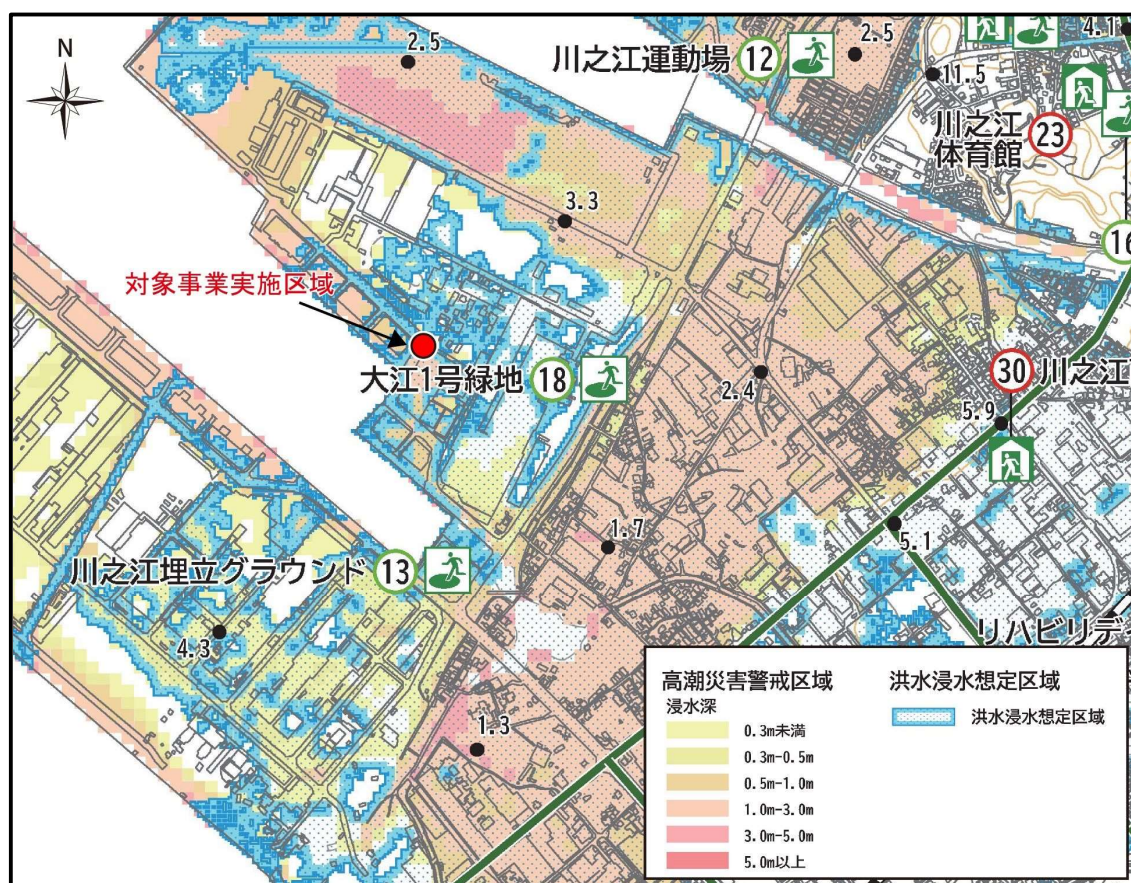 N
2.5
川之江運動場 12
2.5
4.1
11.5
川之江
体育館 23
3.3
16
対象事業実施区域
大江1号緑地 18
2.4
30 川之江
5.9
1.7
5.1
川之江埋立グラウンド 13
4.3
リハビリデイ
1.3
高潮災害警戒区域
浸水深
0.3m未満
0.3m-0.5m
0.5m-1.0m
1.0m-3.0m
3.0m-5.0m
5.0m以上
洪水浸水想定区域
洪水浸水想定区域